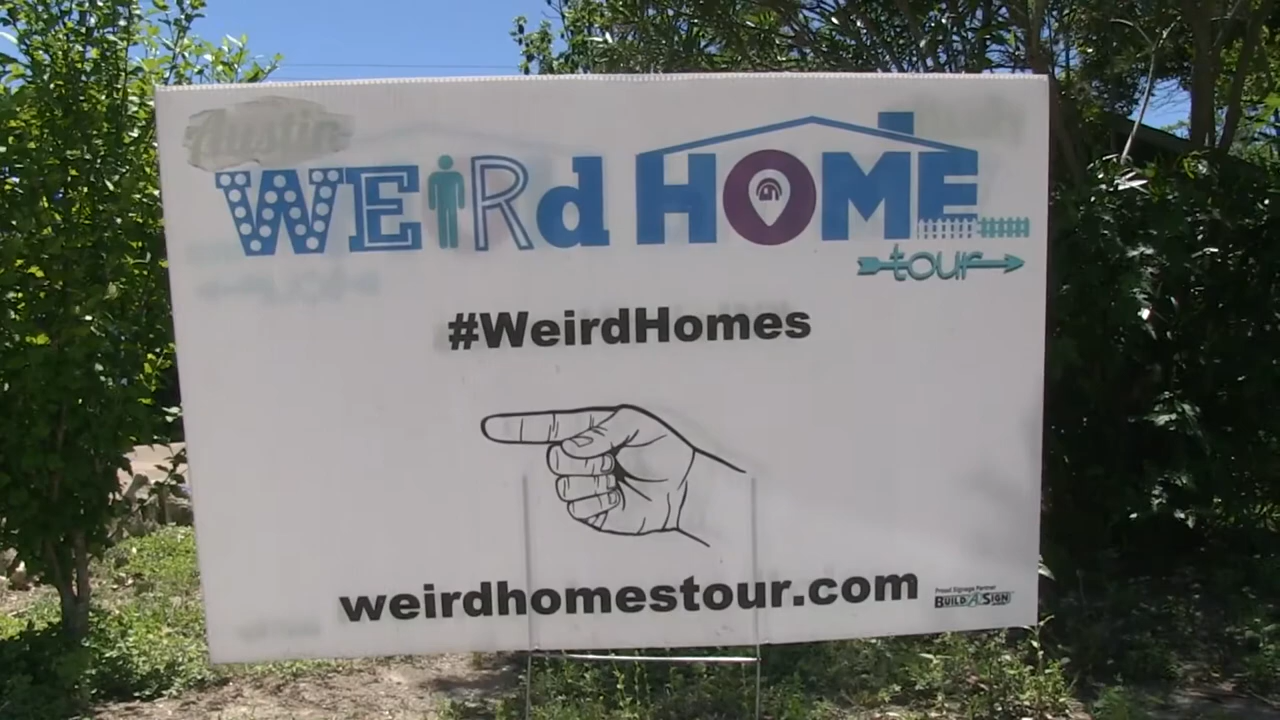 Austin
WEiRd HOME
tour
#WeirdHomes
weirdhomestour.com
Proud Signage Partner
BUILD A SIGN